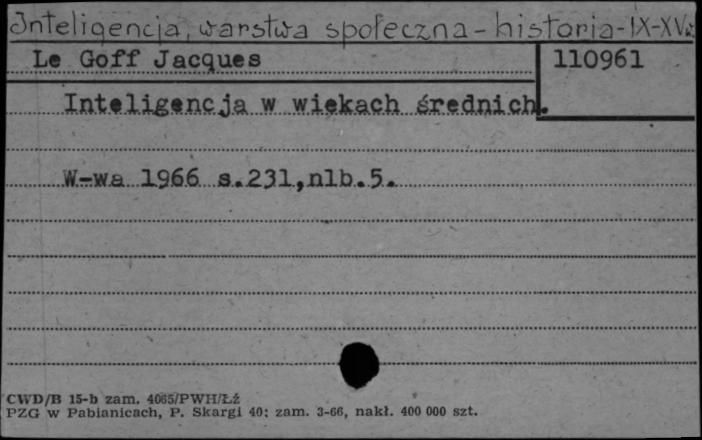 Inteligencja, warstwa społeczna - historia - IX-XVw
Le Goff Jacques
110961
Inteligencja w wiekach średnich.
W-wa 1966 s.231,nlb.5.
CWD/B 15-b zam. 4065/PWH/Łź
PZG w Pabianicach, P. Skargi 40; zam. 3-66, nakł. 400 000 szt.